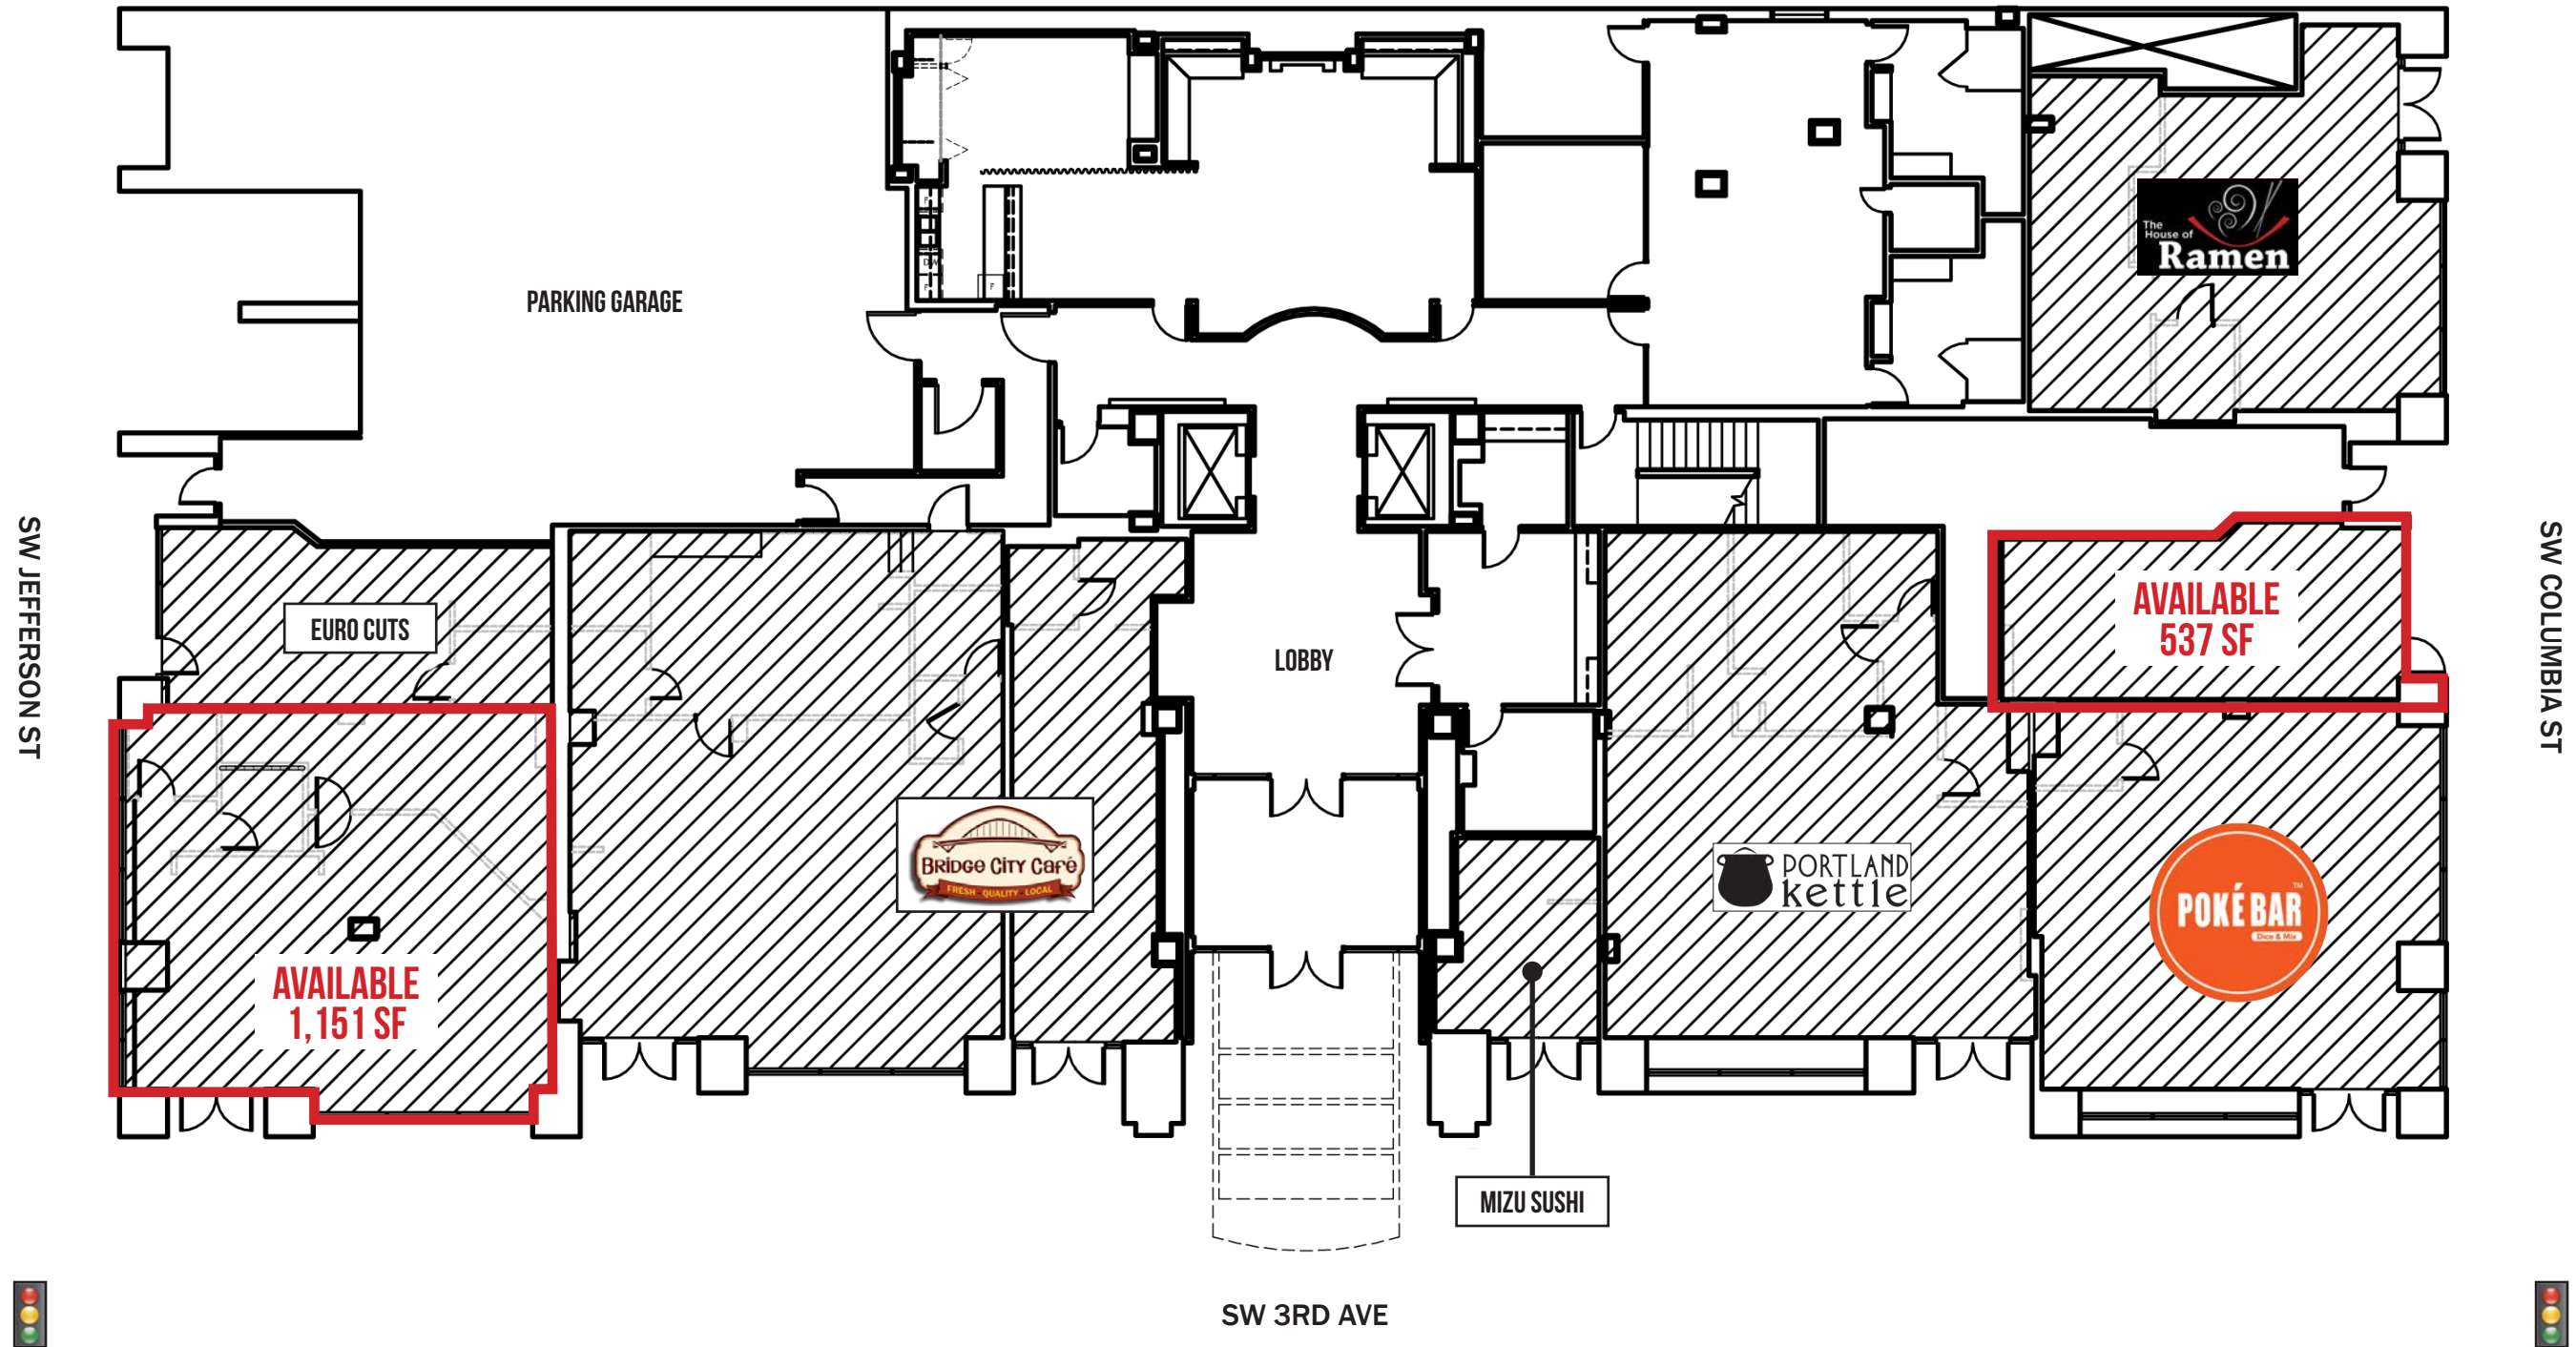 PARKING GARAGE
The
House of
Ramen
SW JEFFERSON ST
SW COLUMBIA ST
EURO CUTS
AVAILABLE
537 SF
LOBBY
BRIDGE CITY CAFÉ
FRESH QUALITY LOCAL
PORTLAND
kettle
POKÉ BAR
TM
Dice & Mix
AVAILABLE
1,151 SF
MIZU SUSHI
SW 3RD AVE